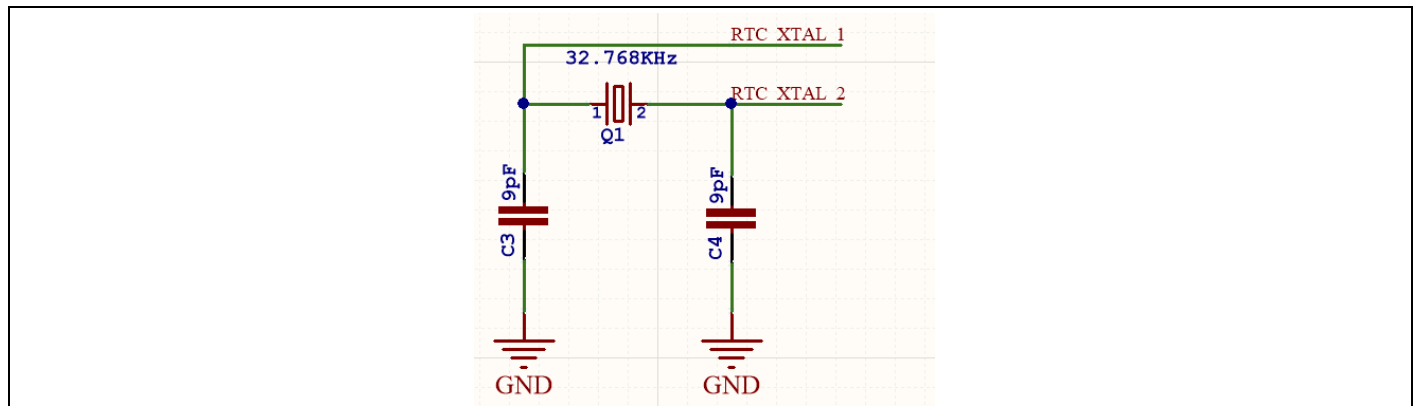 RTC XTAL 1
32.768KHz
RTC XTAL 2
1
2
Q1
9pF
9pF
C3
C4
GND
GND